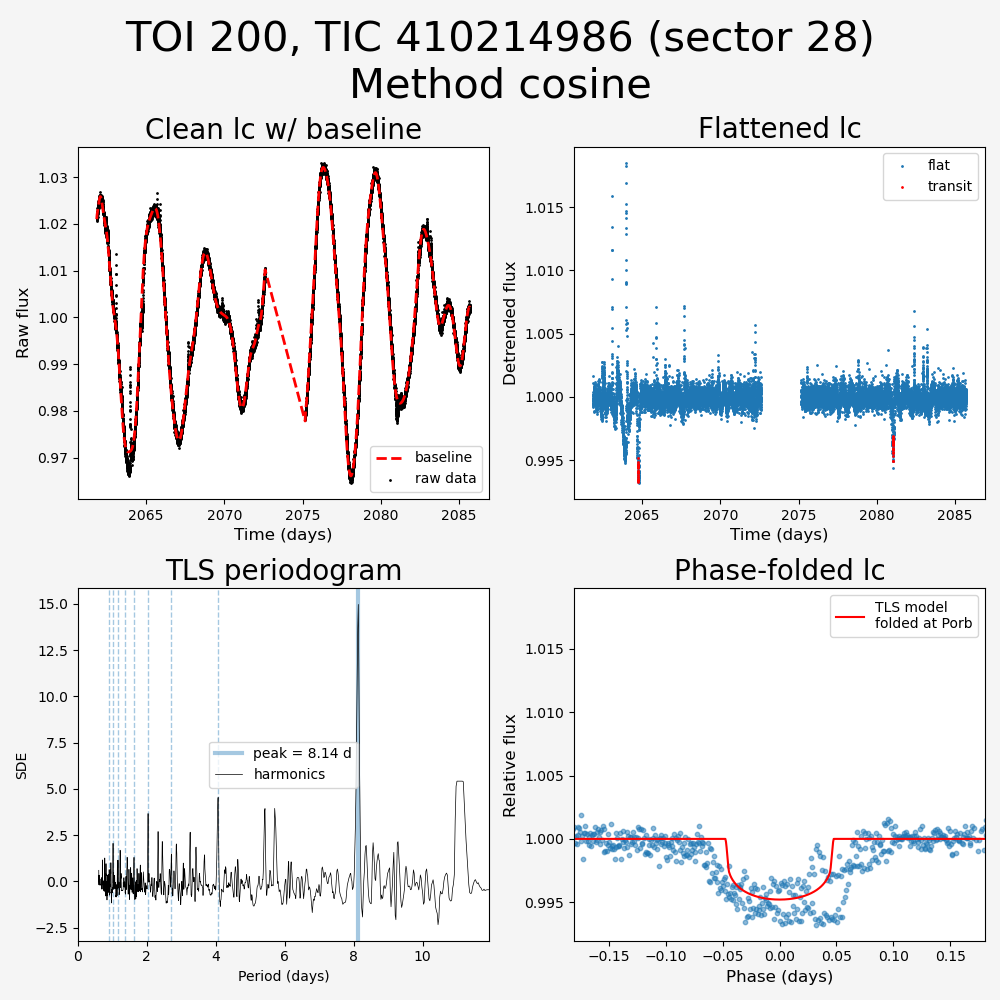 TOI 200, TIC 410214986 (sector 28)
Method cosine
Clean lc w/ baseline
Raw flux
1.03
1.02
1.01
1.00
0.99
0.98
0.97
baseline
raw data
2065
2070
2075
2080
2085
Time (days)
Flattened lc
Detrended flux
1.015
1.010
1.005
1.000
0.995
flat
transit
2065
2070
2075
2080
2085
Time (days)
TLS periodogram
SDE
15.0
12.5
10.0
7.5
5.0
2.5
0.0
−2.5
peak = 8.14 d
harmonics
0
2
4
6
8
10
Period (days)
Phase-folded lc
Relative flux
1.015
1.010
1.005
1.000
0.995
TLS model
folded at Porb
−0.15
−0.10
−0.05
0.00
0.05
0.10
0.15
Phase (days)